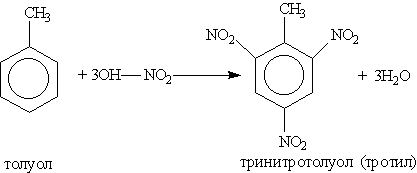 CH₃
CH₃
NO₂ NO₂
+ 3OH—NO₂ + 3H₂O
NO₂
толуол тринитротолуол (тротил)